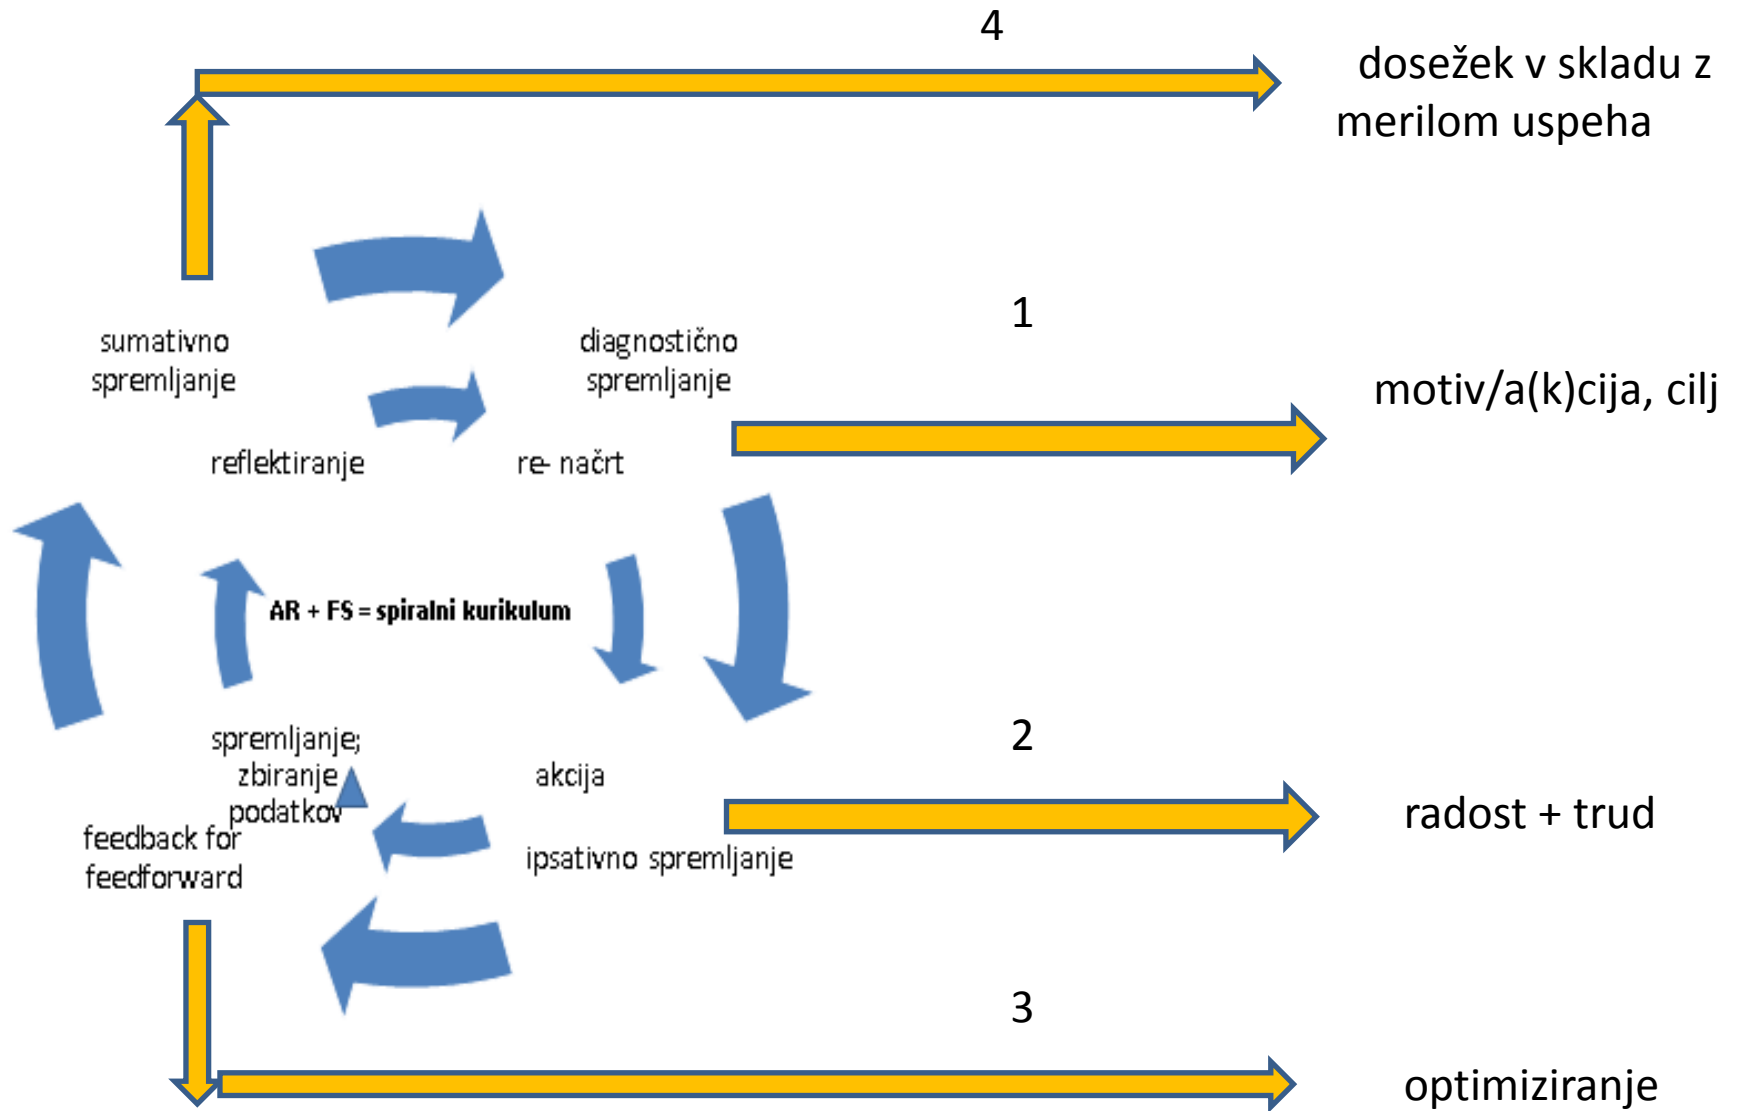 4
dosežek v skladu z
merilom uspeha
1
sumativno
spremljanje
diagnostično
spremljanje
motiv/a(k)cija, cilj
reflektiranje
re- načrt
AR + FS = spiralni kurikulum
2
spremljanje;
zbiranje
podatkov
akcija
radost + trud
feedback for
feedforward
ipsativno spremljanje
3
optimiziranje